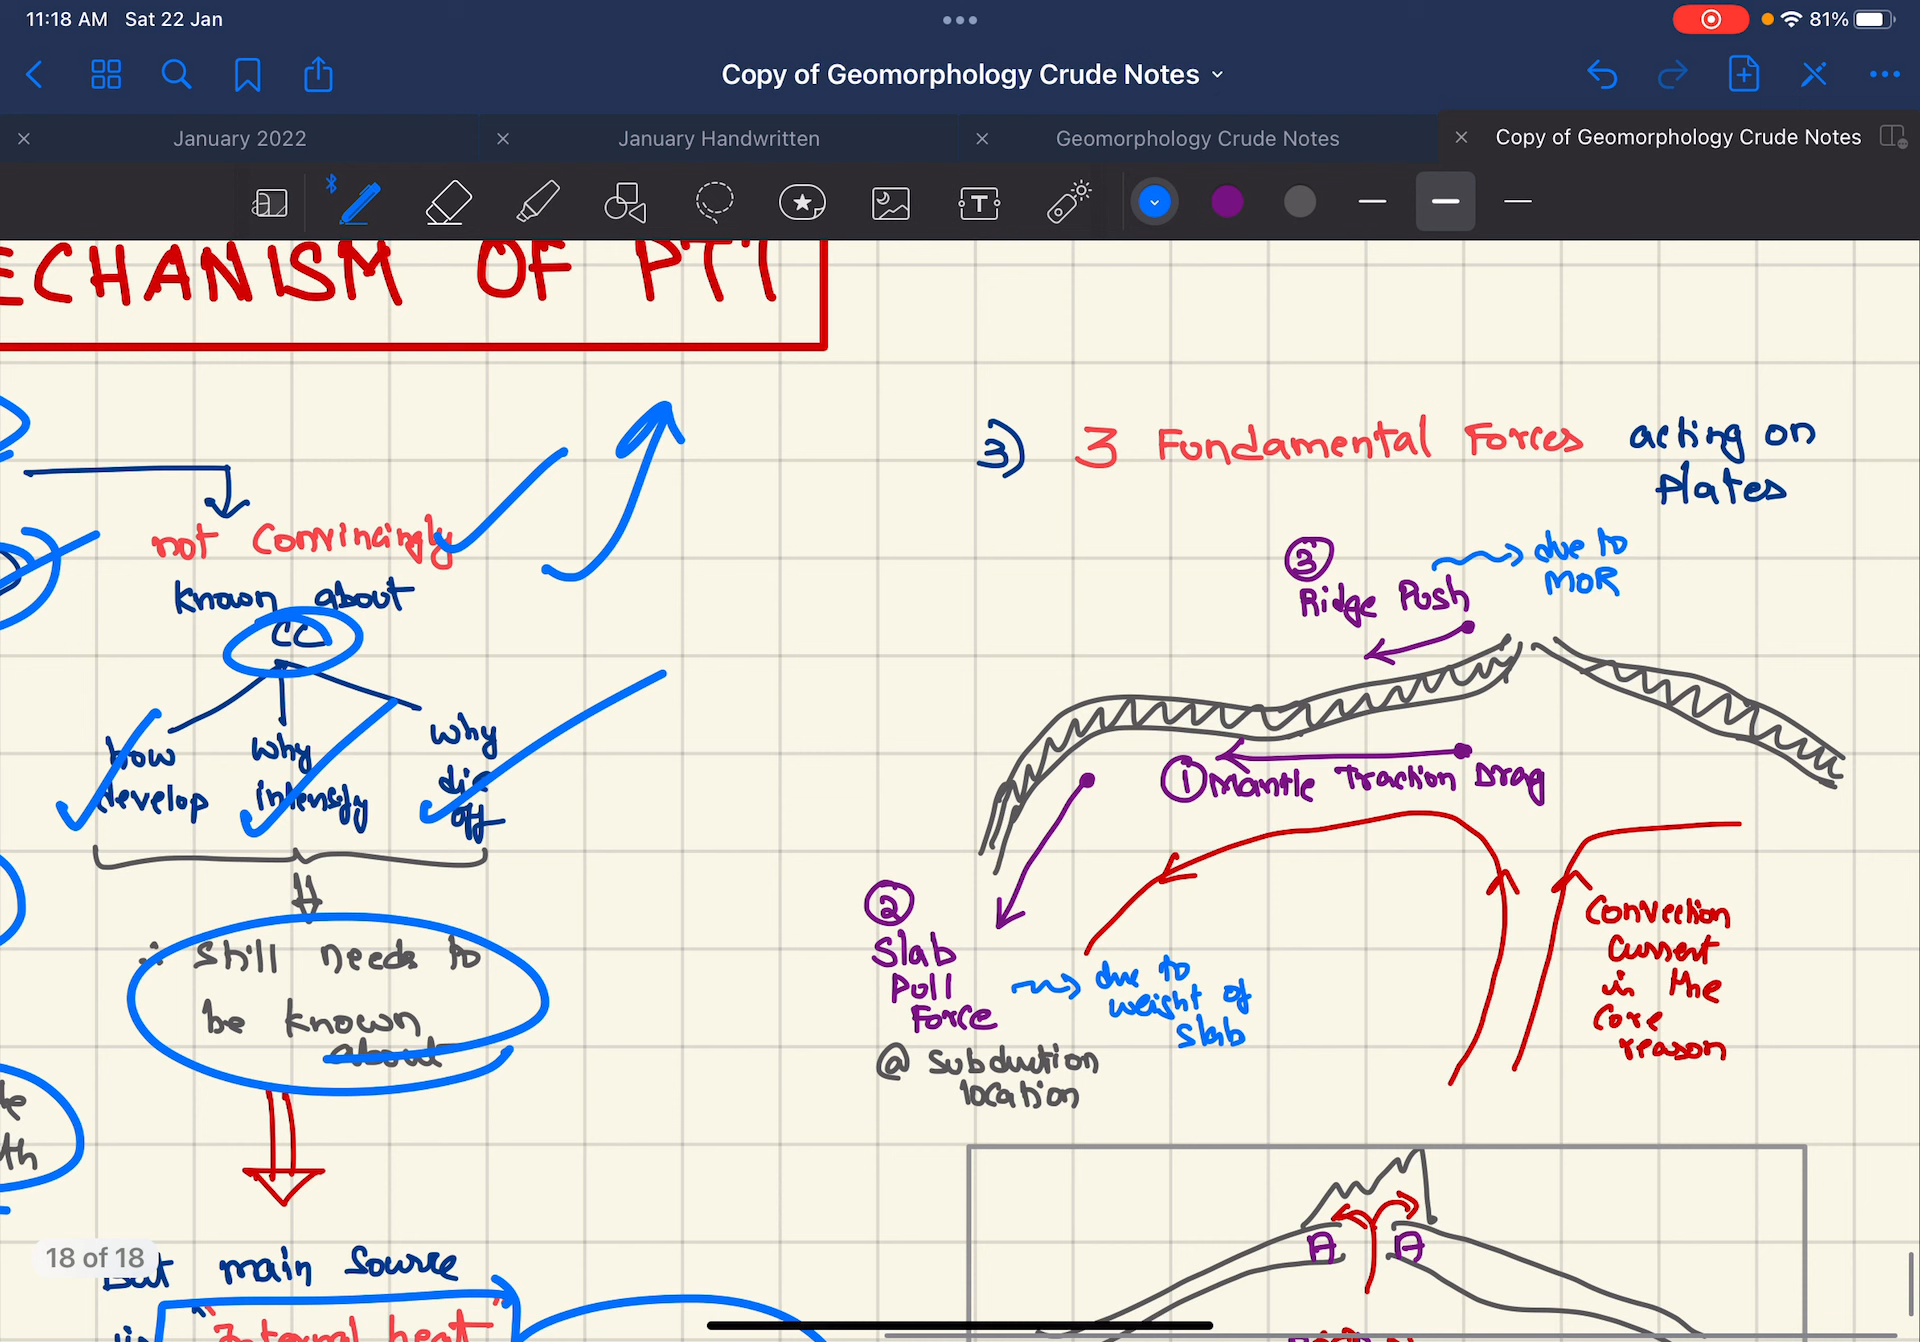 11:18 AM Sat 22 Jan
81%
Copy of Geomorphology Crude Notes
January 2022
January Handwritten
Geomorphology Crude Notes
Copy of Geomorphology Crude Notes
ECHANISM OF PTT
not Convincingly
known about
CC
how
develop
why
intensify
why
die
off
∴ Still needs to
be known
about
But main Source
Internal heat
18 of 18
3) 3 Fundamental Forces acting on
Plates
③
Ridge Push
due to
MOR
① Mantle Traction Drag
②
Slab
Pull
Force
due to
weight of
slab
@ Subduction
location
Convection
Current
in the
Core
reason
A A